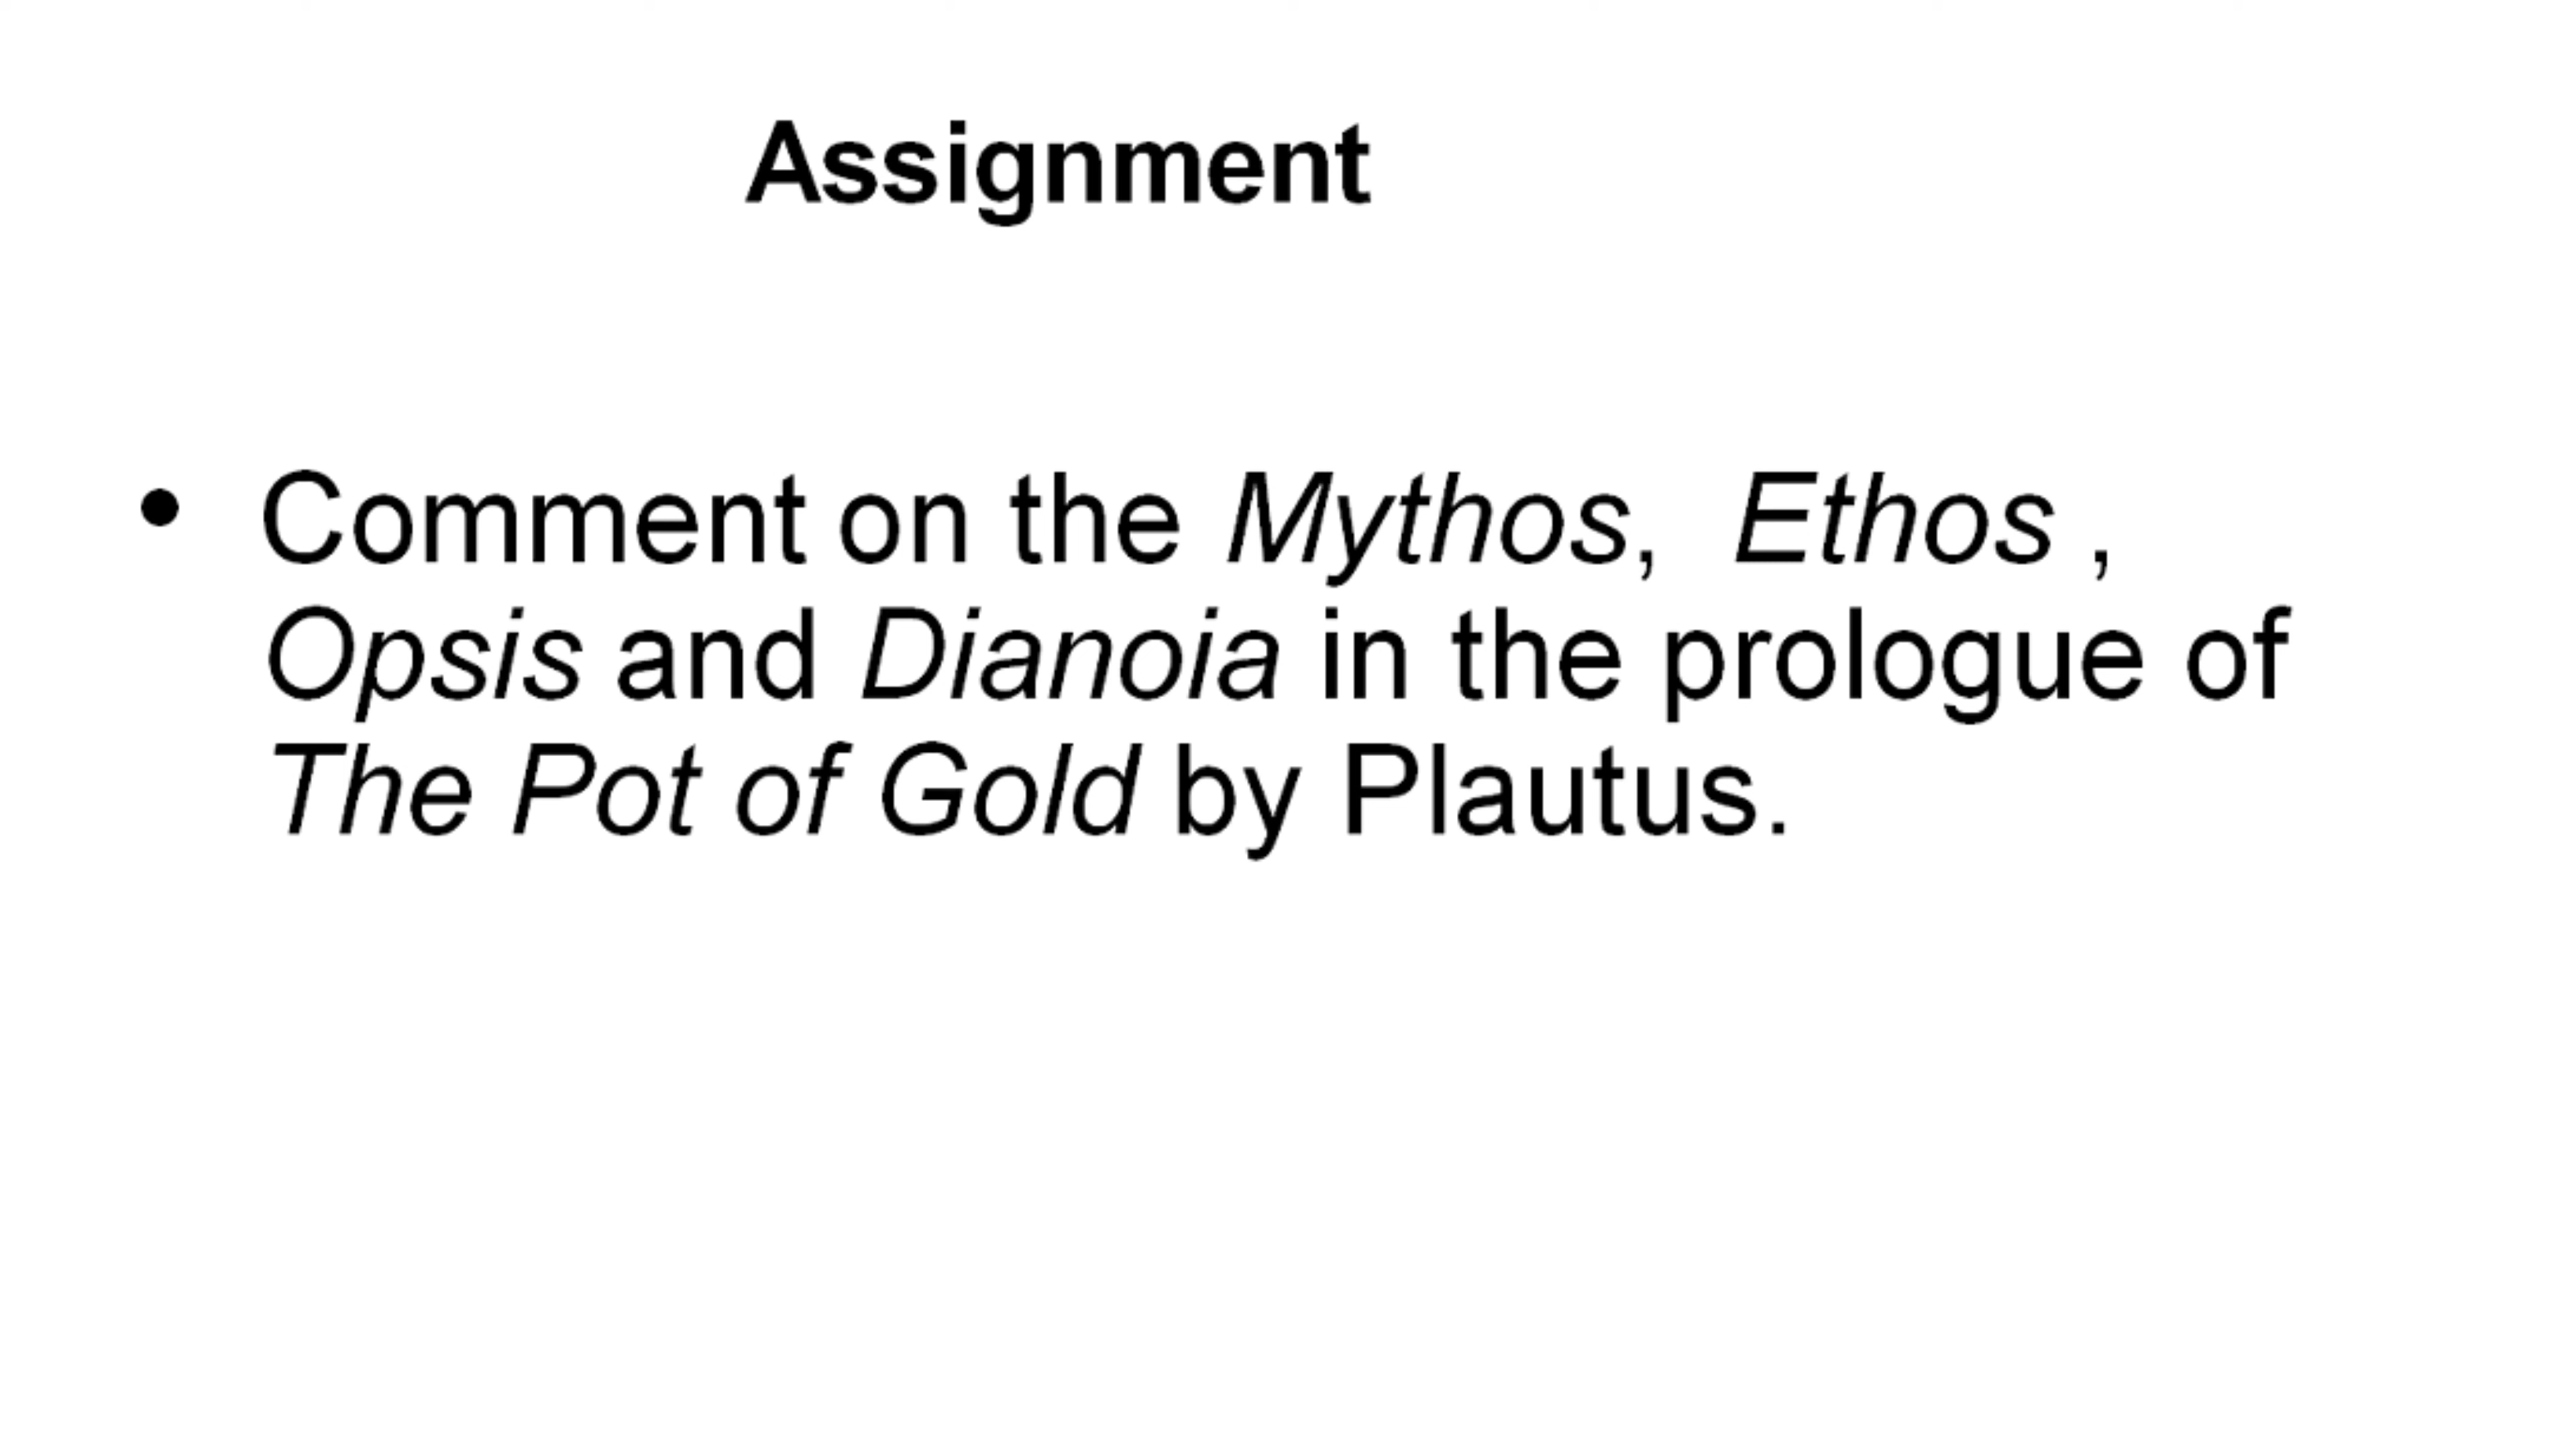 Assignment
• Comment on the Mythos, Ethos ,
Opsis and Dianoia in the prologue of
The Pot of Gold by Plautus.